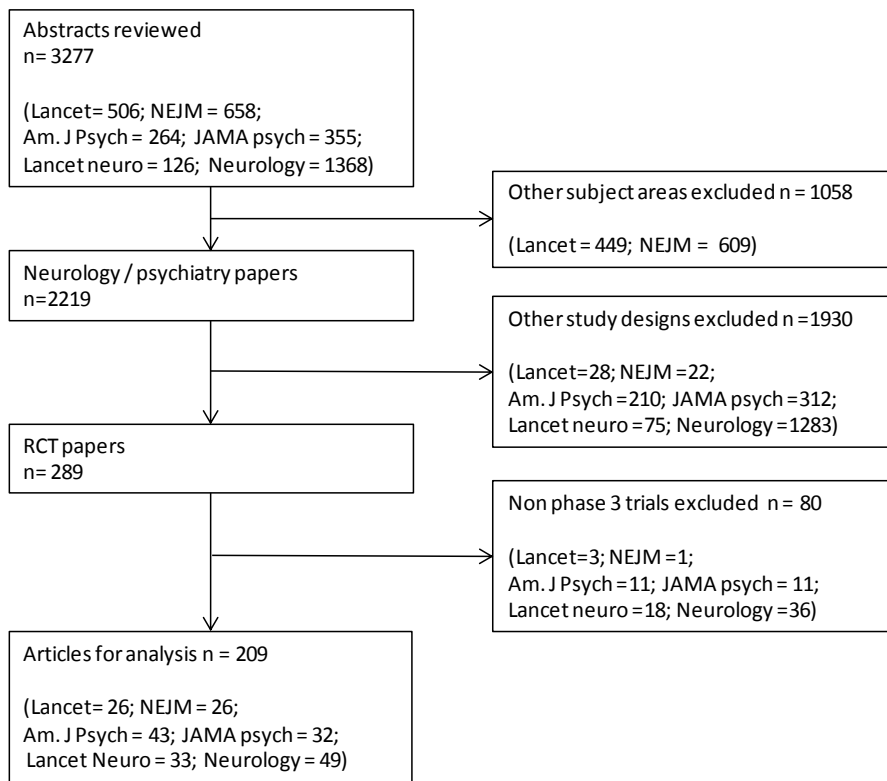 Abstracts reviewed
n= 3277
(Lancet= 506; NEJM = 658;
Am. J Psych = 264; JAMA psych = 355;
Lancet neuro = 126; Neurology = 1368)
Other subject areas excluded n = 1058
(Lancet = 449; NEJM = 609)
Neurology / psychiatry papers
n=2219
Other study designs excluded n =1930
(Lancet=28; NEJM =22;
Am. J Psych =210; JAMA psych =312;
Lancet neuro =75; Neurology =1283)
RCT papers
n= 289
Non phase 3 trials excluded n = 80
(Lancet=3; NEJM =1;
Am. J Psych =11; JAMA psych = 11;
Lancet neuro =18; Neurology =36)
Articles for analysis n = 209
(Lancet= 26; NEJM = 26;
Am. J Psych = 43; JAMA psych = 32;
Lancet Neuro = 33; Neurology = 49)